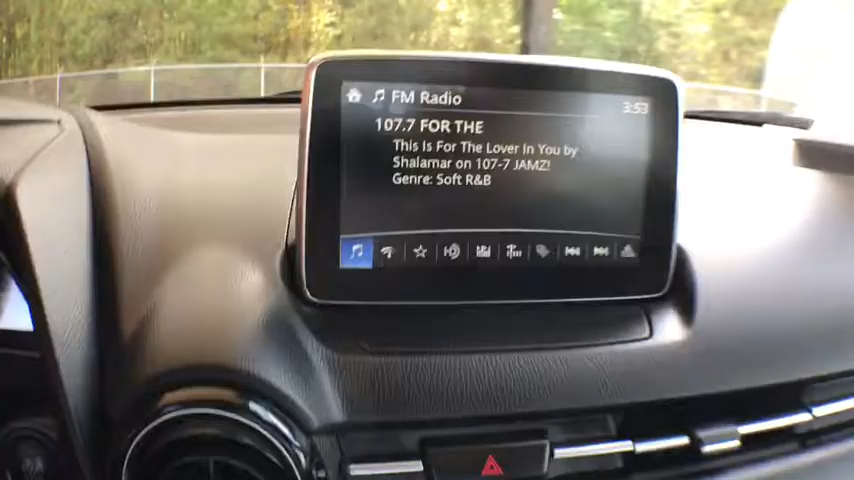 FM Radio
3:53
107.7 FOR THE
This Is For The Lover In You by
Shalamar on 107-7 JAMZ!
Genre: Soft R&B